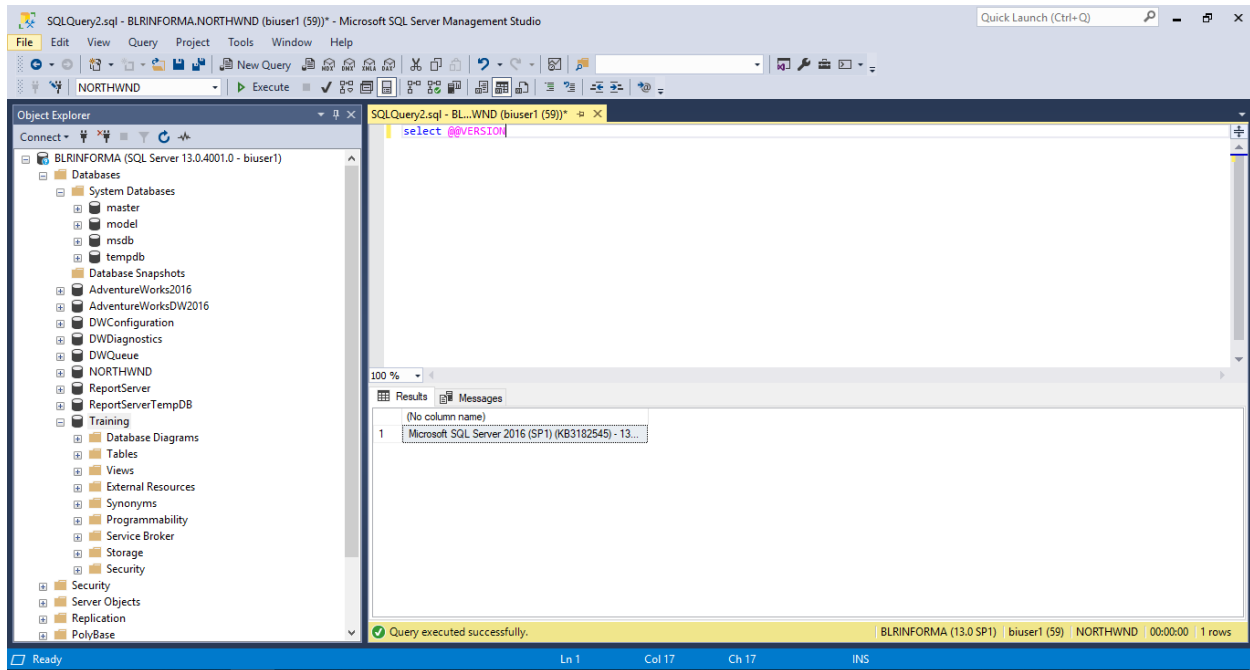 SQLQuery2.sql - BLRINFORMA.NORTHWND (biuser1 (59))* - Microsoft SQL Server Management Studio
Quick Launch (Ctrl+Q)
File Edit View Query Project Tools Window Help
New Query MDX DMX XMLA DAX
NORTHWND Execute
Object Explorer
Connect
BLRINFORMA (SQL Server 13.0.4001.0 - biuser1)
Databases
System Databases
master
model
msdb
tempdb
Database Snapshots
AdventureWorks2016
AdventureWorksDW2016
DWConfiguration
DWDiagnostics
DWQueue
NORTHWND
ReportServer
ReportServerTempDB
Training
Database Diagrams
Tables
Views
External Resources
Synonyms
Programmability
Service Broker
Storage
Security
Security
Server Objects
Replication
PolyBase
SQLQuery2.sql - BL...WND (biuser1 (59))*
select @@VERSION
100 %
Results Messages
(No column name)
1 Microsoft SQL Server 2016 (SP1) (KB3182545) - 13...
Query executed successfully. BLRINFORMA (13.0 SP1) biuser1 (59) NORTHWND 00:00:00 1 rows
Ready Ln 1 Col 17 Ch 17 INS